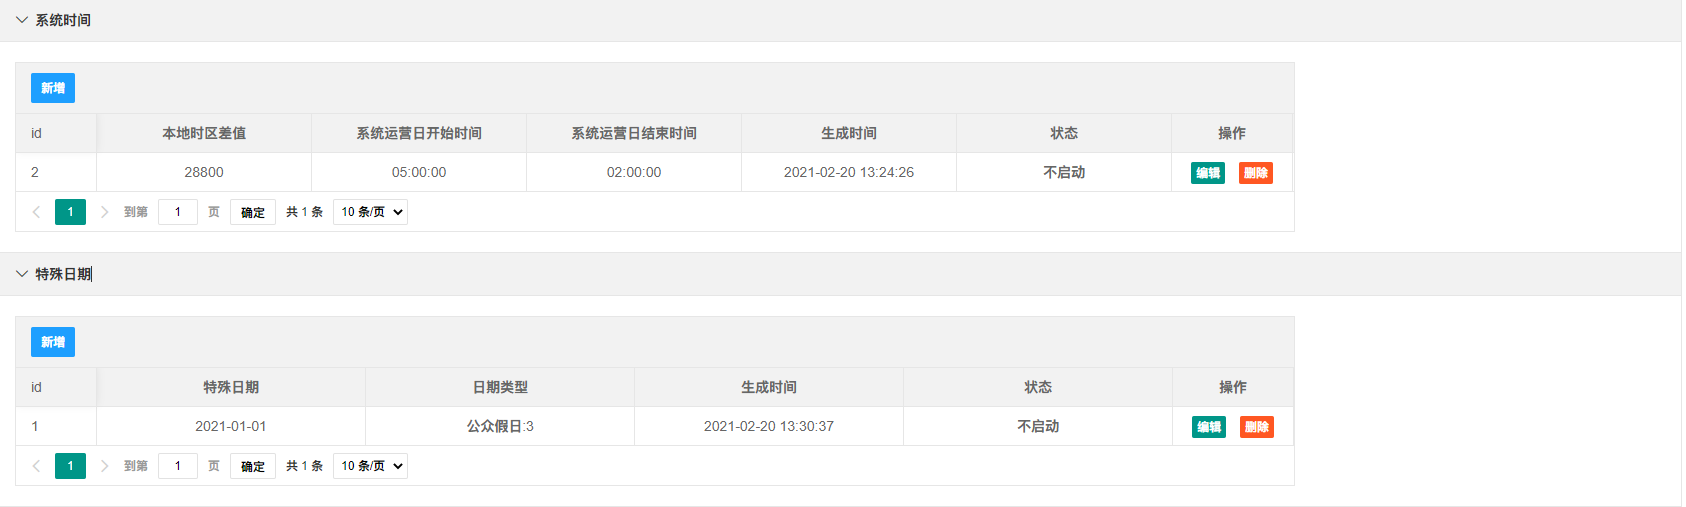 系统时间
新增
id 本地时区差值 系统运营日开始时间 系统运营日结束时间 生成时间 状态 操作
2 28800 05:00:00 02:00:00 2021-02-20 13:24:26 不启动 编辑 删除
1 到第 1 页 确定 共 1 条 10 条/页
特殊日期
新增
id 特殊日期 日期类型 生成时间 状态 操作
1 2021-01-01 公众假日:3 2021-02-20 13:30:37 不启动 编辑 删除
1 到第 1 页 确定 共 1 条 10 条/页